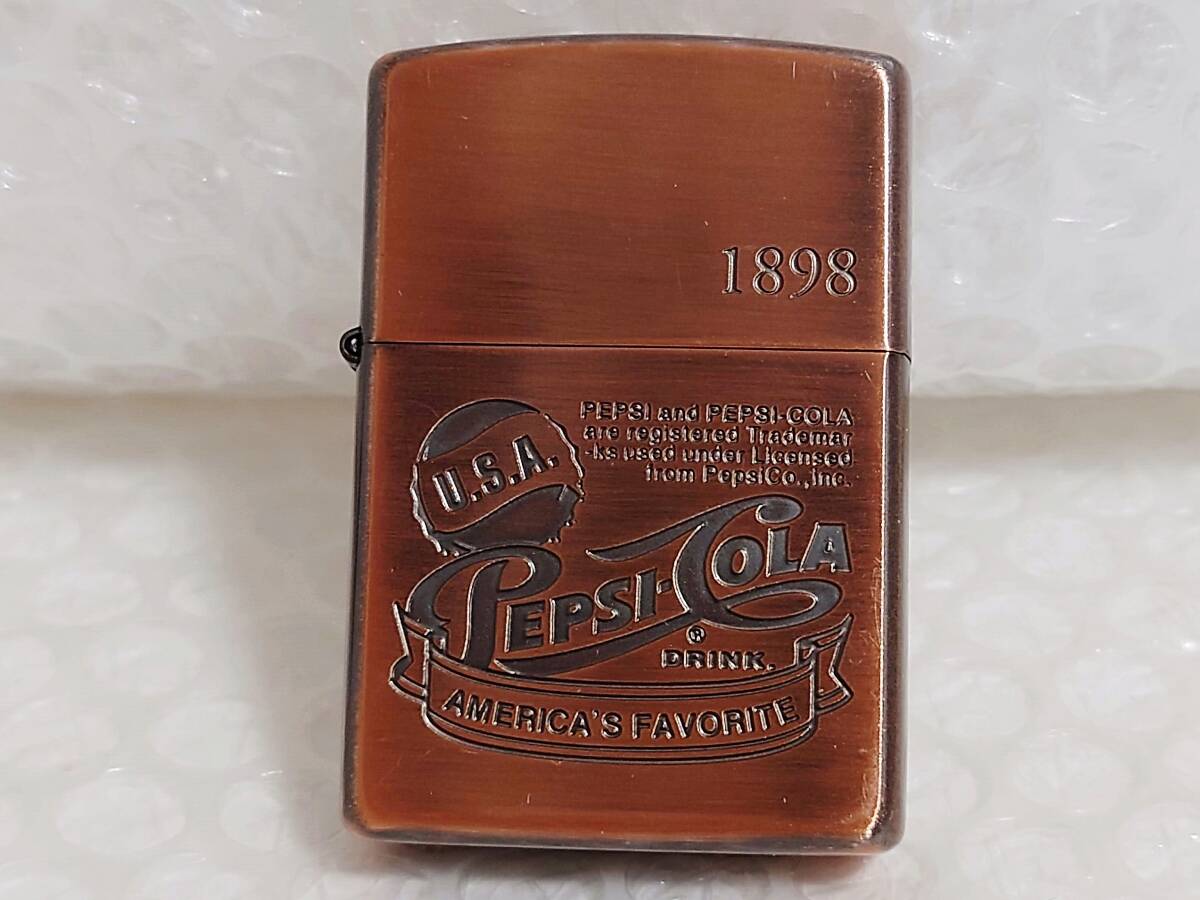 1898
PEPSI and PEPSI-COLA
are registered Trademar
-ks used under Licensed
from PepsiCo.,Inc.
U.S.A.
PEPSI-COLA
®
DRINK.
AMERICA'S FAVORITE